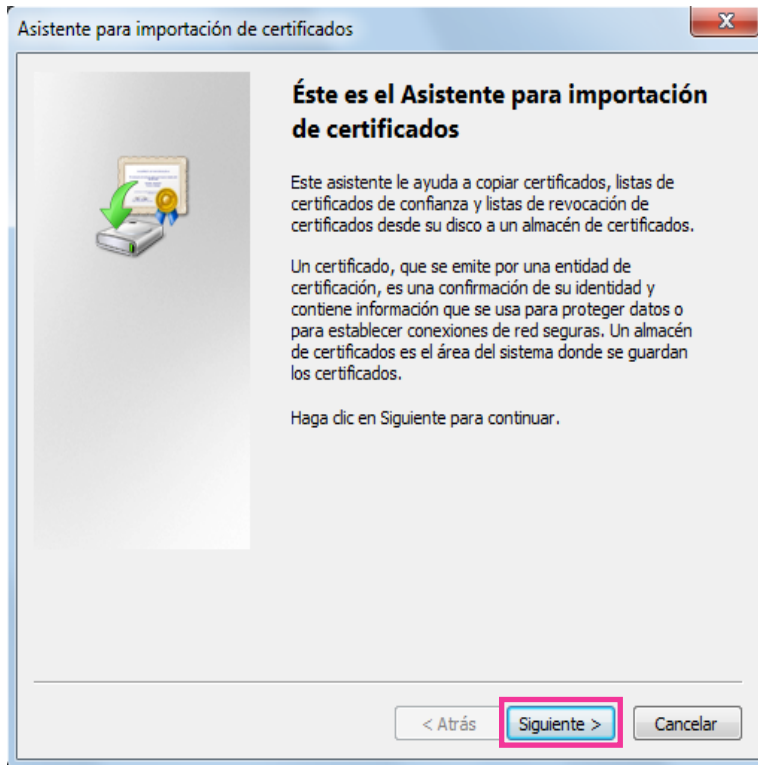 Asistente para importación de certificados
Éste es el Asistente para importación
de certificados
Este asistente le ayuda a copiar certificados, listas de
certificados de confianza y listas de revocación de
certificados desde su disco a un almacén de certificados.
Un certificado, que se emite por una entidad de
certificación, es una confirmación de su identidad y
contiene información que se usa para proteger datos o
para establecer conexiones de red seguras. Un almacén
de certificados es el área del sistema donde se guardan
los certificados.
Haga clic en Siguiente para continuar.
< Atrás Siguiente > Cancelar